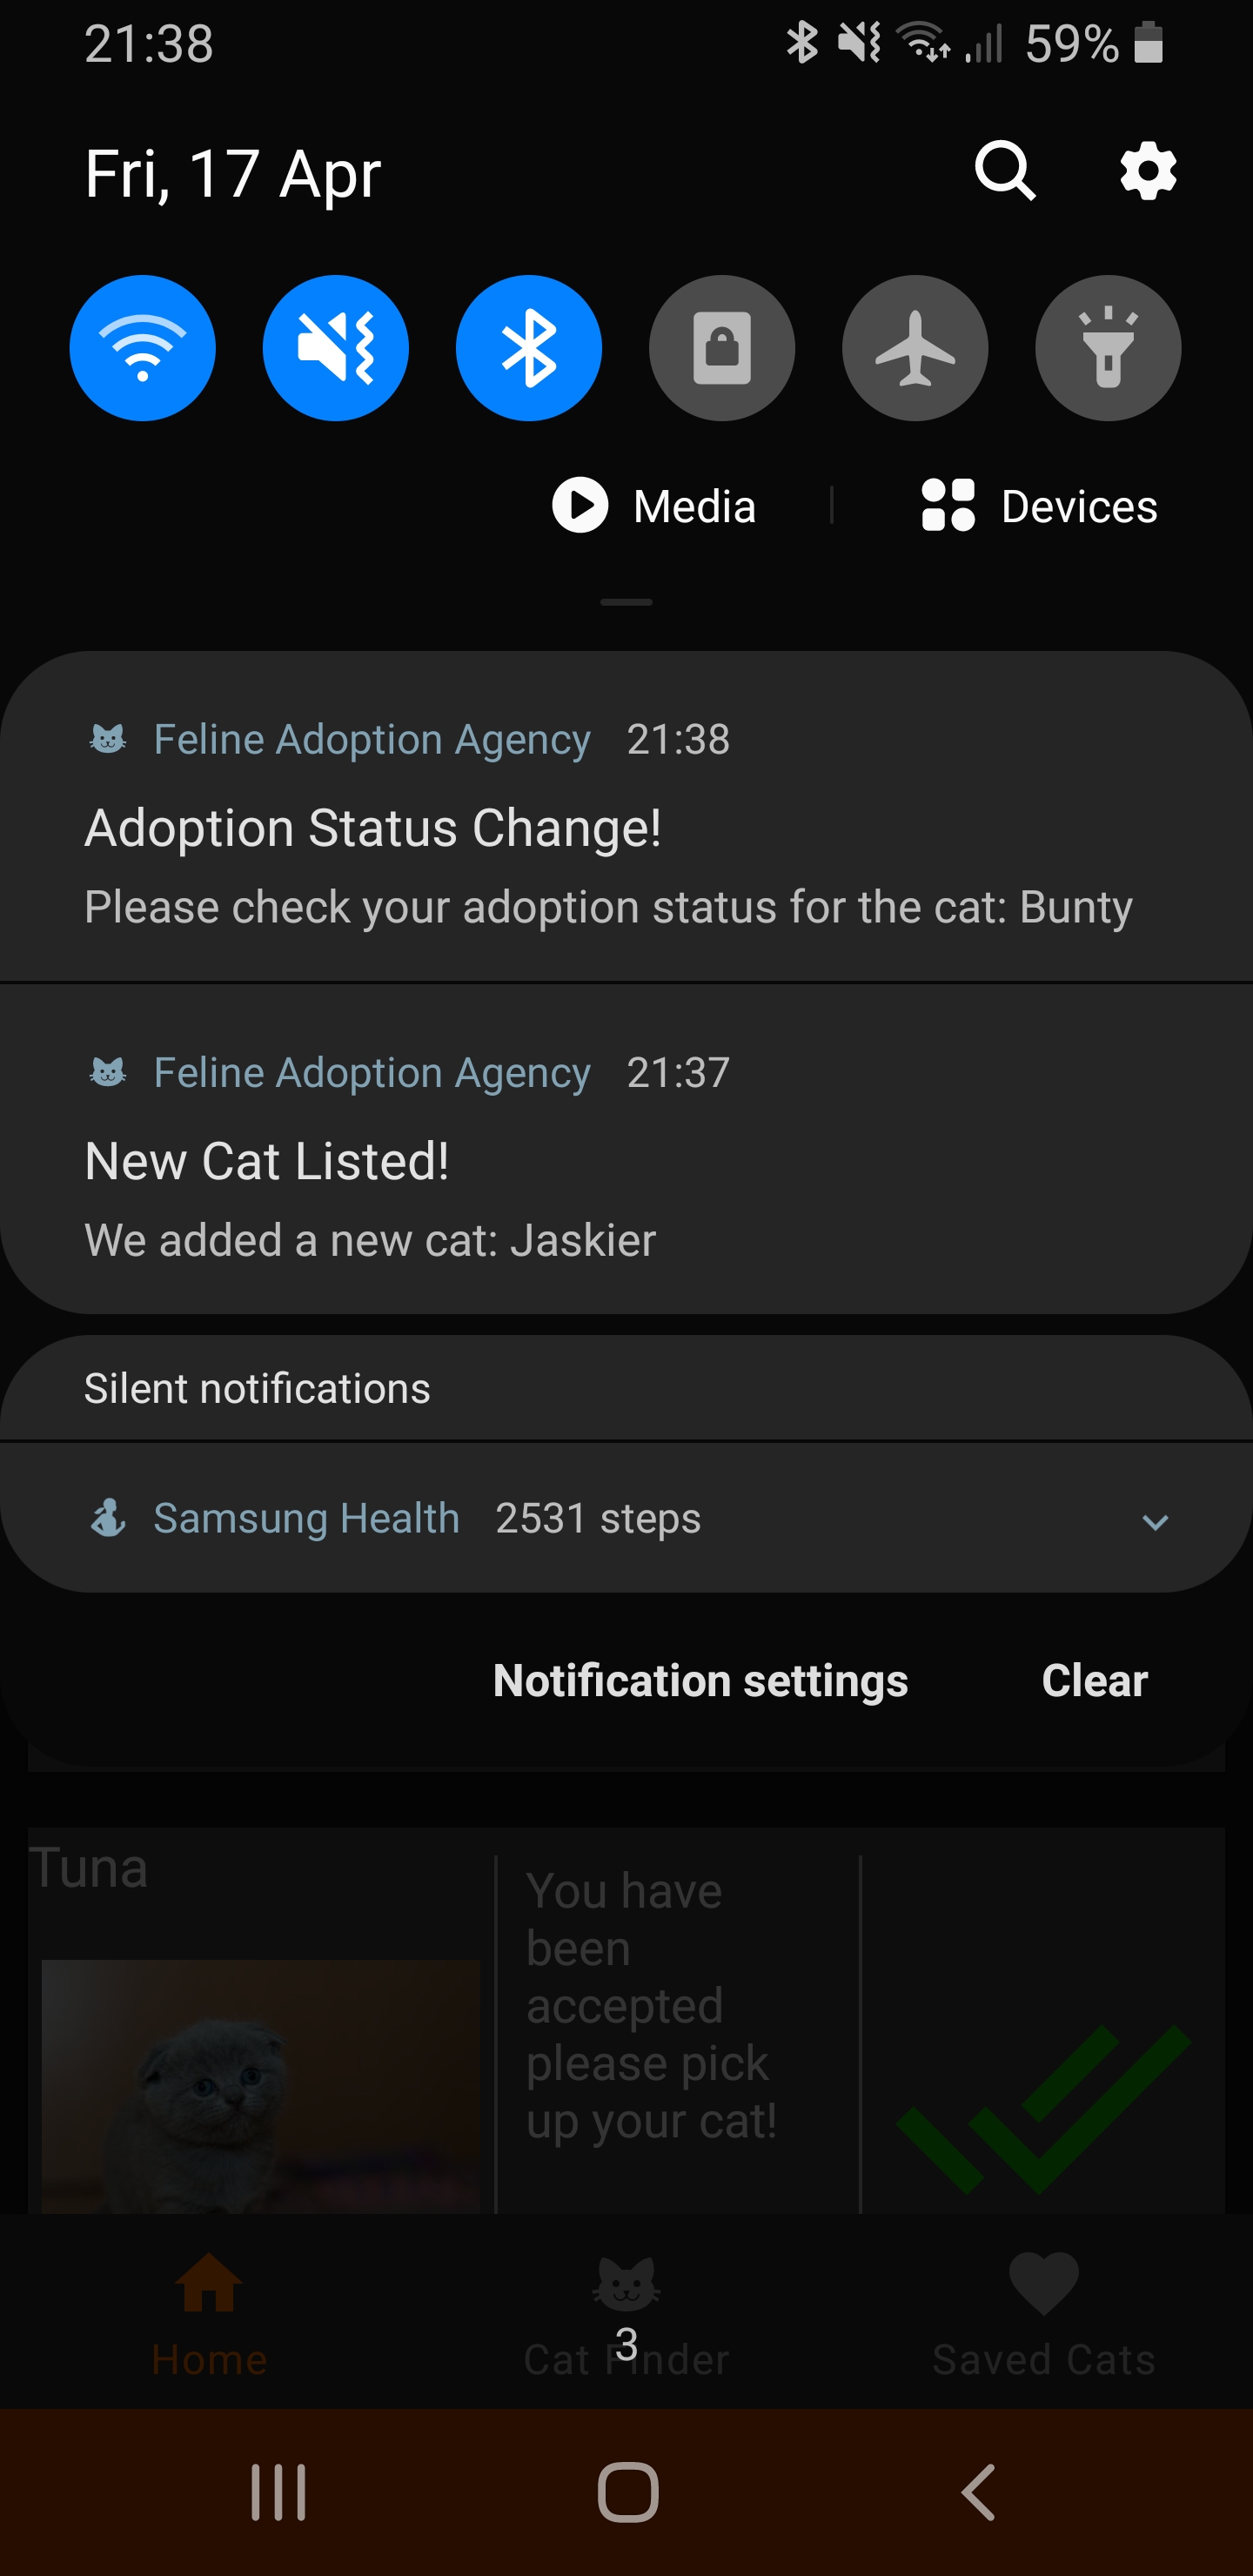 21:38 59%
Fri, 17 Apr
Media Devices
Feline Adoption Agency 21:38
Adoption Status Change!
Please check your adoption status for the cat: Bunty
Feline Adoption Agency 21:37
New Cat Listed!
We added a new cat: Jaskier
Silent notifications
Samsung Health 2531 steps
Notification settings Clear
Tuna
You have
been
accepted
please pick
up your cat!
3
Home Cat Finder Saved Cats